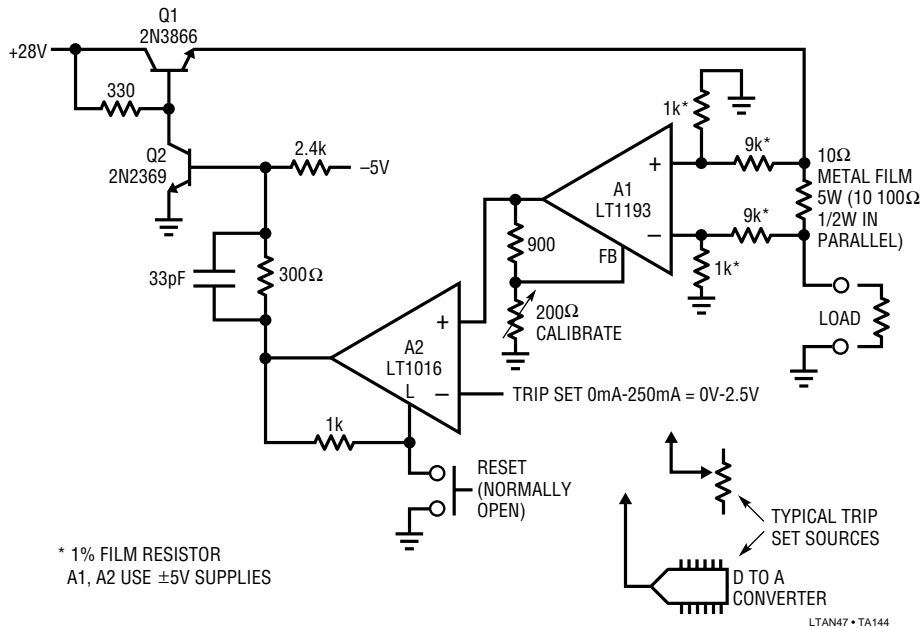 Q1
2N3866
+28V
330
Q2
2N2369
2.4k
–5V
33pF
300Ω
1k*
9k*
+
A1
LT1193
–
FB
9k*
1k*
10Ω
METAL FILM
5W (10 100Ω
1/2W IN
PARALLEL)
900
200Ω
CALIBRATE
LOAD
+
A2
LT1016
L
–
TRIP SET 0mA-250mA = 0V-2.5V
1k
RESET
(NORMALLY
OPEN)
TYPICAL TRIP
SET SOURCES
D TO A
CONVERTER
* 1% FILM RESISTOR
A1, A2 USE ±5V SUPPLIES
LTAN47 • TA144